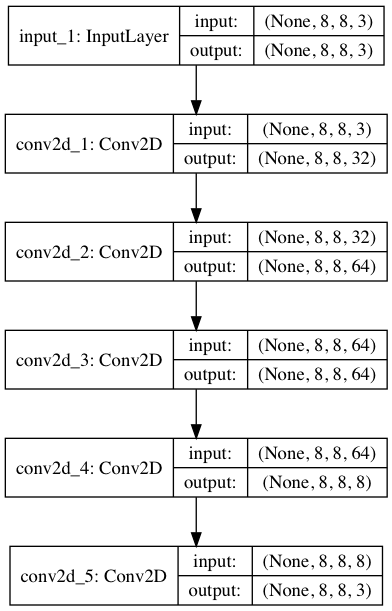 input_1: InputLayer
input: (None, 8, 8, 3)
output: (None, 8, 8, 3)
conv2d_1: Conv2D
input: (None, 8, 8, 3)
output: (None, 8, 8, 32)
conv2d_2: Conv2D
input: (None, 8, 8, 32)
output: (None, 8, 8, 64)
conv2d_3: Conv2D
input: (None, 8, 8, 64)
output: (None, 8, 8, 64)
conv2d_4: Conv2D
input: (None, 8, 8, 64)
output: (None, 8, 8, 8)
conv2d_5: Conv2D
input: (None, 8, 8, 8)
output: (None, 8, 8, 3)